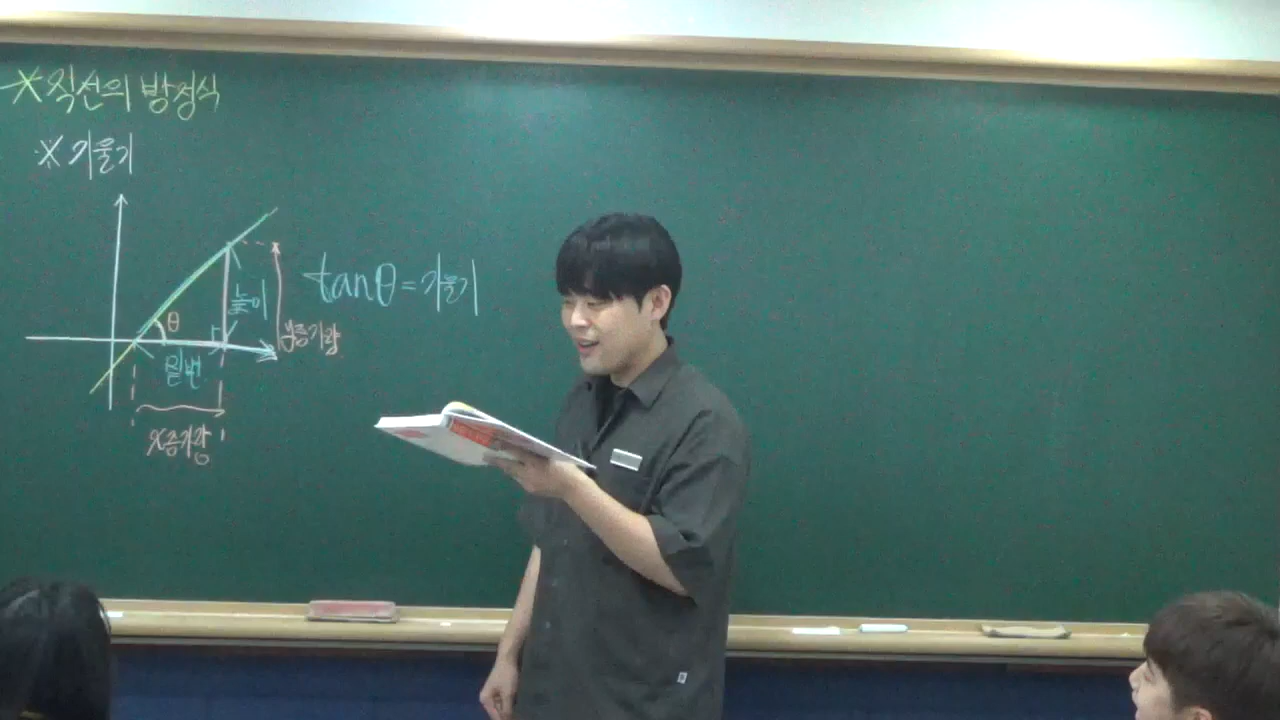 ※직선의 방정식
※기울기
tanθ=기울기
높이
θ
y증가량
밑변
x증가량